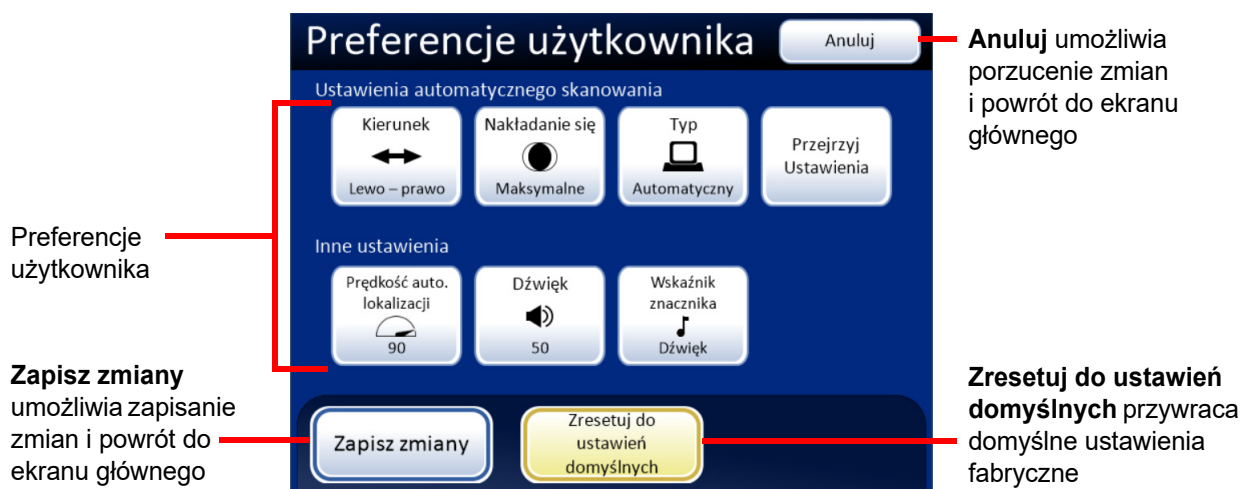 Preferencje użytkownika
Anuluj
Ustawienia automatycznego skanowania
Kierunek
Lewo – prawo
Nakładanie się
Maksymalne
Typ
Automatyczny
Przejrzyj
Ustawienia
Inne ustawienia
Prędkość auto.
lokalizacji
90
Dźwięk
50
Wskaźnik
znacznika
Dźwięk
Zapisz zmiany
Zresetuj do
ustawień
domyślnych
Anuluj umożliwia
porzucenie zmian
i powrót do ekranu
głównego
Preferencje
użytkownika
Zapisz zmiany
umożliwia zapisanie
zmian i powrót do
ekranu głównego
Zresetuj do ustawień
domyślnych przywraca
domyślne ustawienia
fabryczne